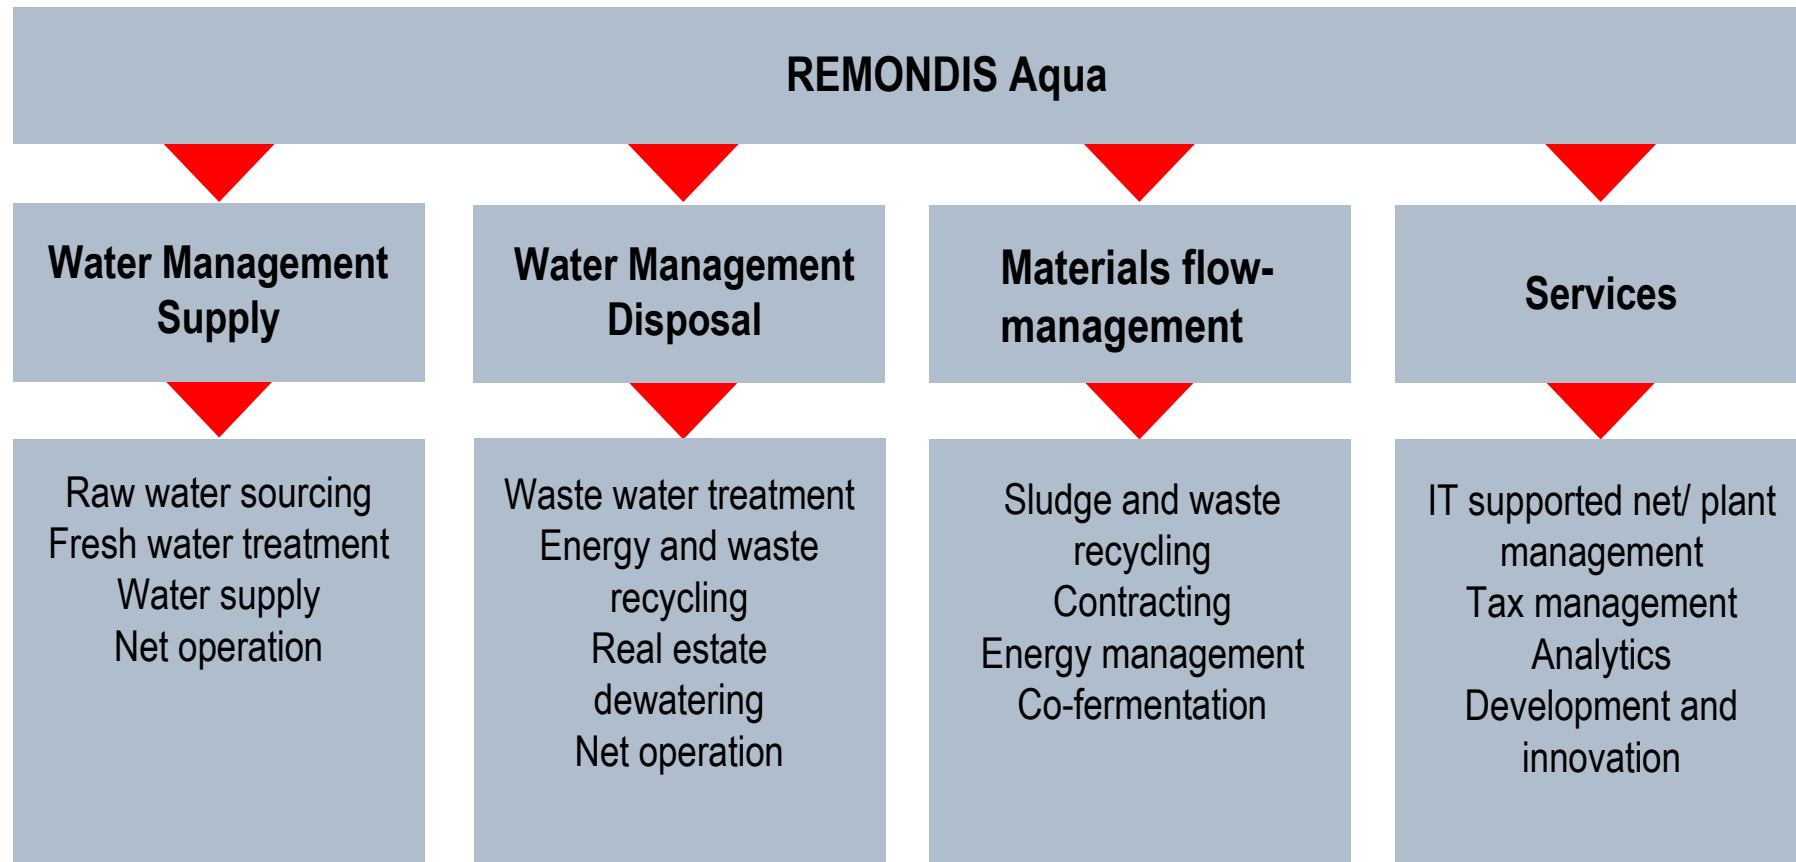 REMONDIS Aqua
Water Management
Supply
Water Management
Disposal
Materials flow-
management
Services
Raw water sourcing
Fresh water treatment
Water supply
Net operation
Waste water treatment
Energy and waste
recycling
Real estate
dewatering
Net operation
Sludge and waste
recycling
Contracting
Energy management
Co-fermentation
IT supported net/ plant
management
Tax management
Analytics
Development and
innovation